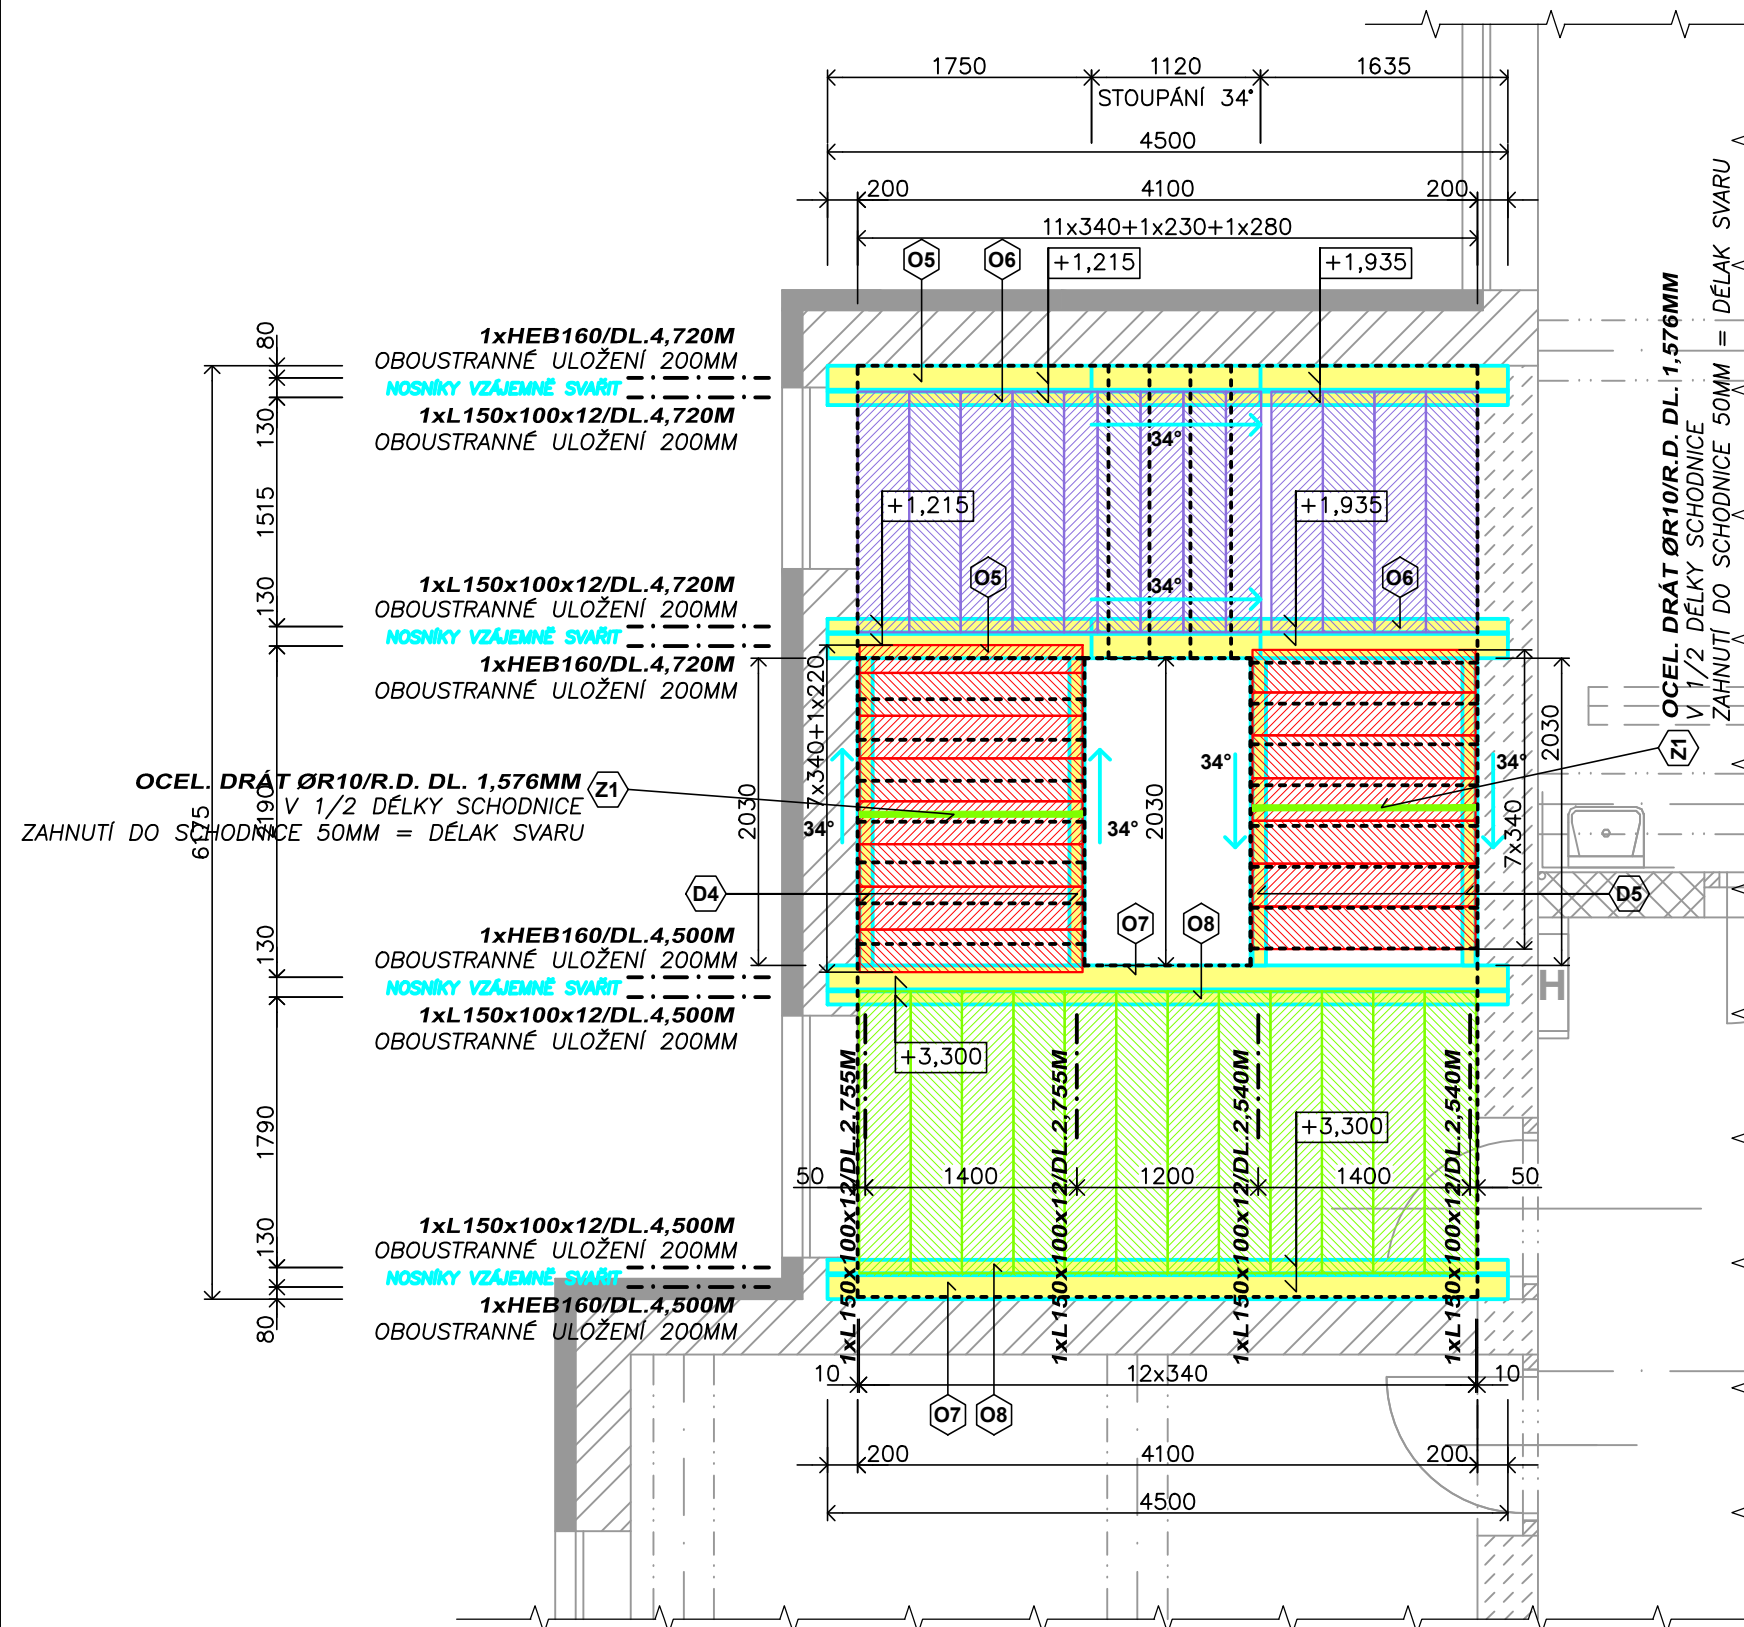 1750
1120
1635
STOUPÁNÍ 34°
4500
200
4100
200
11x340+1x230+1x280
O5
O6
+1,215
+1,935
80
130
1515
130
2190
6175
130
1790
130
80
1xHEB160/DL.4,720M
OBOUSTRANNÉ ULOŽENÍ 200MM
NOSNÍKY VZÁJEMNĚ SVAŘIT
1xL150x100x12/DL.4,720M
OBOUSTRANNÉ ULOŽENÍ 200MM
34°
+1,215
+1,935
O5
34°
O6
1xL150x100x12/DL.4,720M
OBOUSTRANNÉ ULOŽENÍ 200MM
NOSNÍKY VZÁJEMNĚ SVAŘIT
1xHEB160/DL.4,720M
OBOUSTRANNÉ ULOŽENÍ 200MM
OCEL. DRÁT ØR10/R.D. DL. 1,576MM
V 1/2 DÉLKY SCHODNICE
ZAHNUTÍ DO SCHODNICE 50MM = DÉLAK SVARU
Z1
OCEL. DRÁT ØR10/R.D. DL. 1,576MM
V 1/2 DÉLKY SCHODNICE
ZAHNUTÍ DO SCHODNICE 50MM = DÉLAK SVARU
Z1
2030
7x340+1x220
34°
34°
2030
34°
34°
7x340
2030
D4
D5
O7
O8
H
1xHEB160/DL.4,500M
OBOUSTRANNÉ ULOŽENÍ 200MM
NOSNÍKY VZÁJEMNĚ SVAŘIT
1xL150x100x12/DL.4,500M
OBOUSTRANNÉ ULOŽENÍ 200MM
+3,300
+3,300
1xL150x100x12/DL.2,755M
1xL150x100x12/DL.2,755M
1xL150x100x12/DL.2,540M
1xL150x100x12/DL.2,540M
50
1400
1200
1400
50
1xL150x100x12/DL.4,500M
OBOUSTRANNÉ ULOŽENÍ 200MM
NOSNÍKY VZÁJEMNĚ SVAŘIT
1xHEB160/DL.4,500M
OBOUSTRANNÉ ULOŽENÍ 200MM
10
12x340
10
O7
O8
200
4100
200
4500